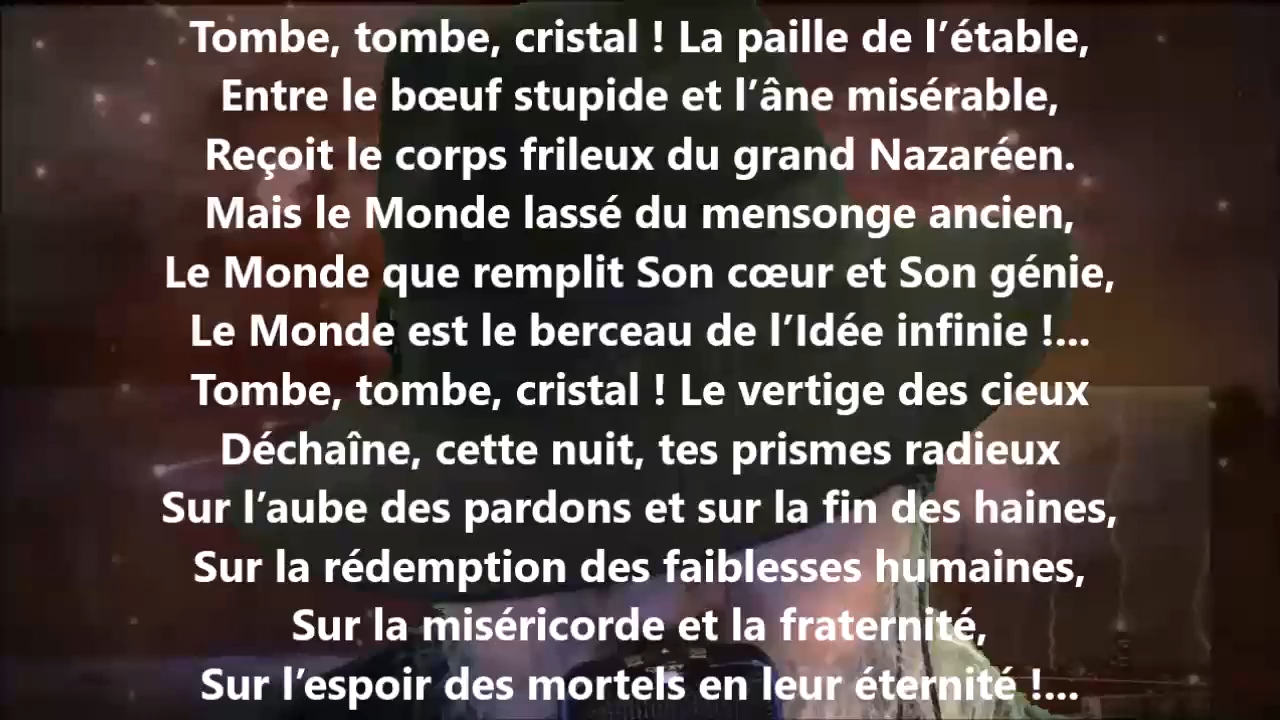 Tombe, tombe, cristal ! La paille de l’étable,
Entre le bœuf stupide et l’âne misérable,
Reçoit le corps frileux du grand Nazaréen.
Mais le Monde lassé du mensonge ancien,
Le Monde que remplit Son cœur et Son génie,
Le Monde est le berceau de l’Idée infinie !...
Tombe, tombe, cristal ! Le vertige des cieux
Déchaîne, cette nuit, tes prismes radieux
Sur l’aube des pardons et sur la fin des haines,
Sur la rédemption des faiblesses humaines,
Sur la miséricorde et la fraternité,
Sur l’espoir des mortels en leur éternité !...